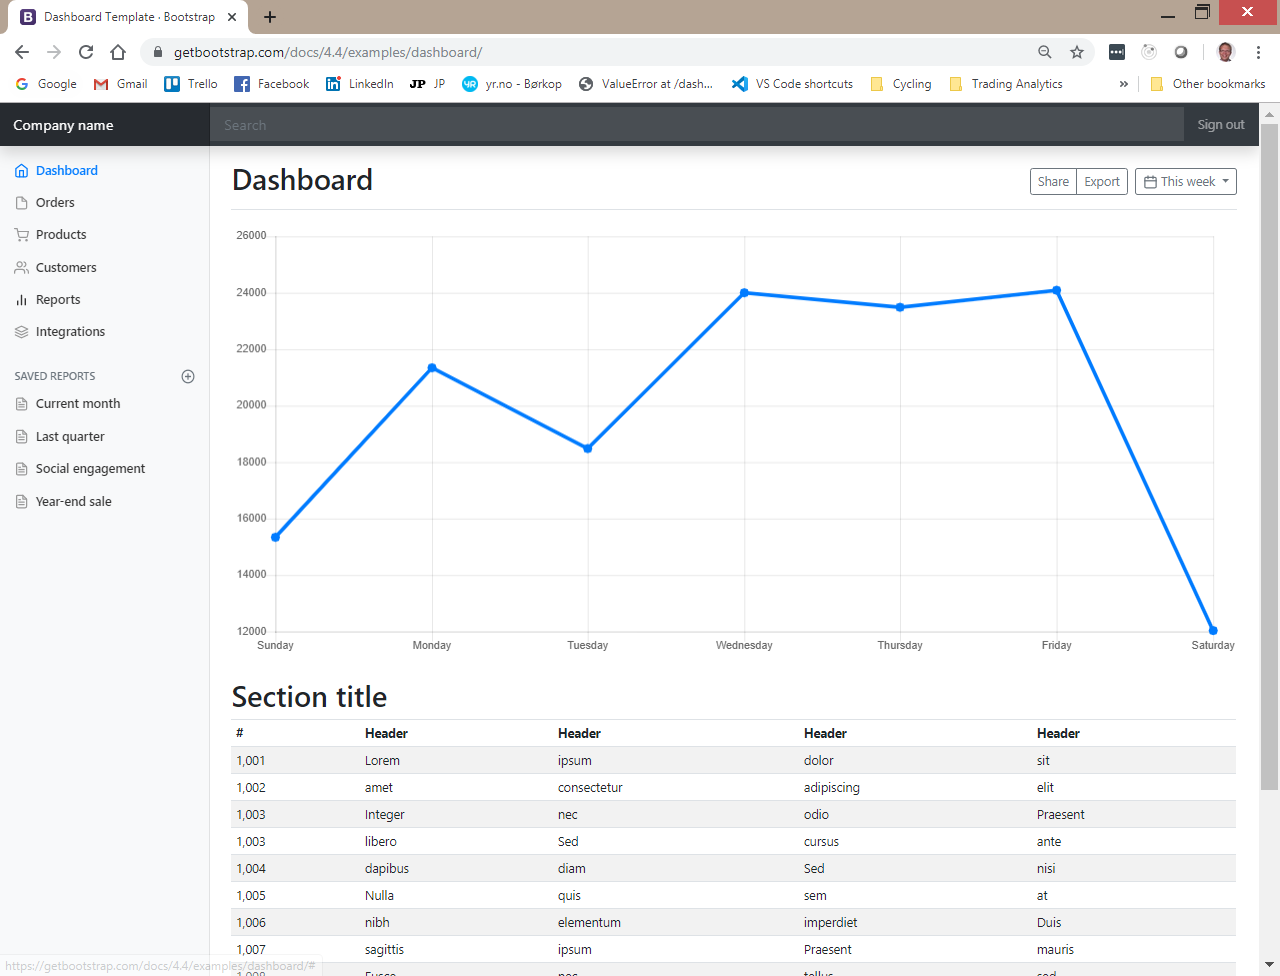 Dashboard Template · Bootstrap
getbootstrap.com/docs/4.4/examples/dashboard/
Google Gmail Trello Facebook LinkedIn JP JP yr.no - Børkop ValueError at /dash... VS Code shortcuts Cycling Trading Analytics » Other bookmarks
Company name Search Sign out
Dashboard
Orders
Products
Customers
Reports
Integrations
SAVED REPORTS
Current month
Last quarter
Social engagement
Year-end sale
Dashboard Share Export This week
26000
24000
22000
20000
18000
16000
14000
12000
Sunday Monday Tuesday Wednesday Thursday Friday Saturday
Section title
# Header Header Header Header
1,001 Lorem ipsum dolor sit
1,002 amet consectetur adipiscing elit
1,003 Integer nec odio Praesent
1,003 libero Sed cursus ante
1,004 dapibus diam Sed nisi
1,005 Nulla quis sem at
1,006 nibh elementum imperdiet Duis
1,007 sagittis ipsum Praesent mauris
1,008 Fusce nec tellus sed
https://getbootstrap.com/docs/4.4/examples/dashboard/#